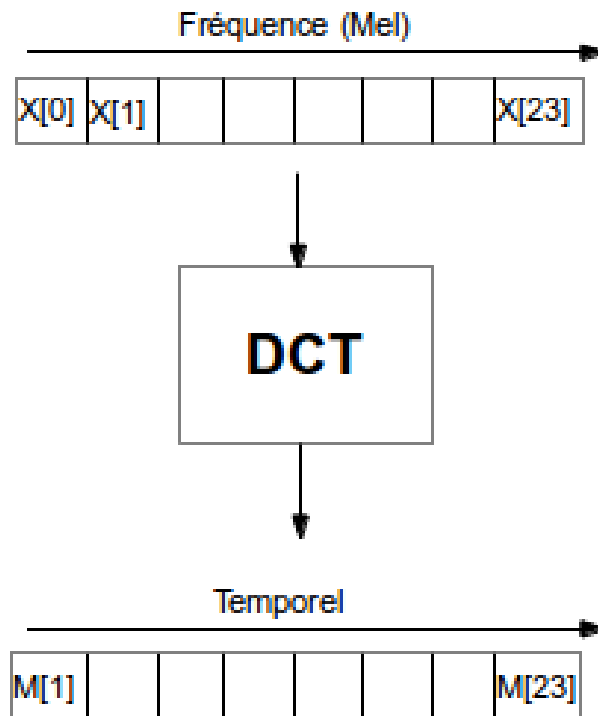 Fréquence (Mel)
X[0] X[1] X[23]
DCT
Temporel
M[1] M[23]